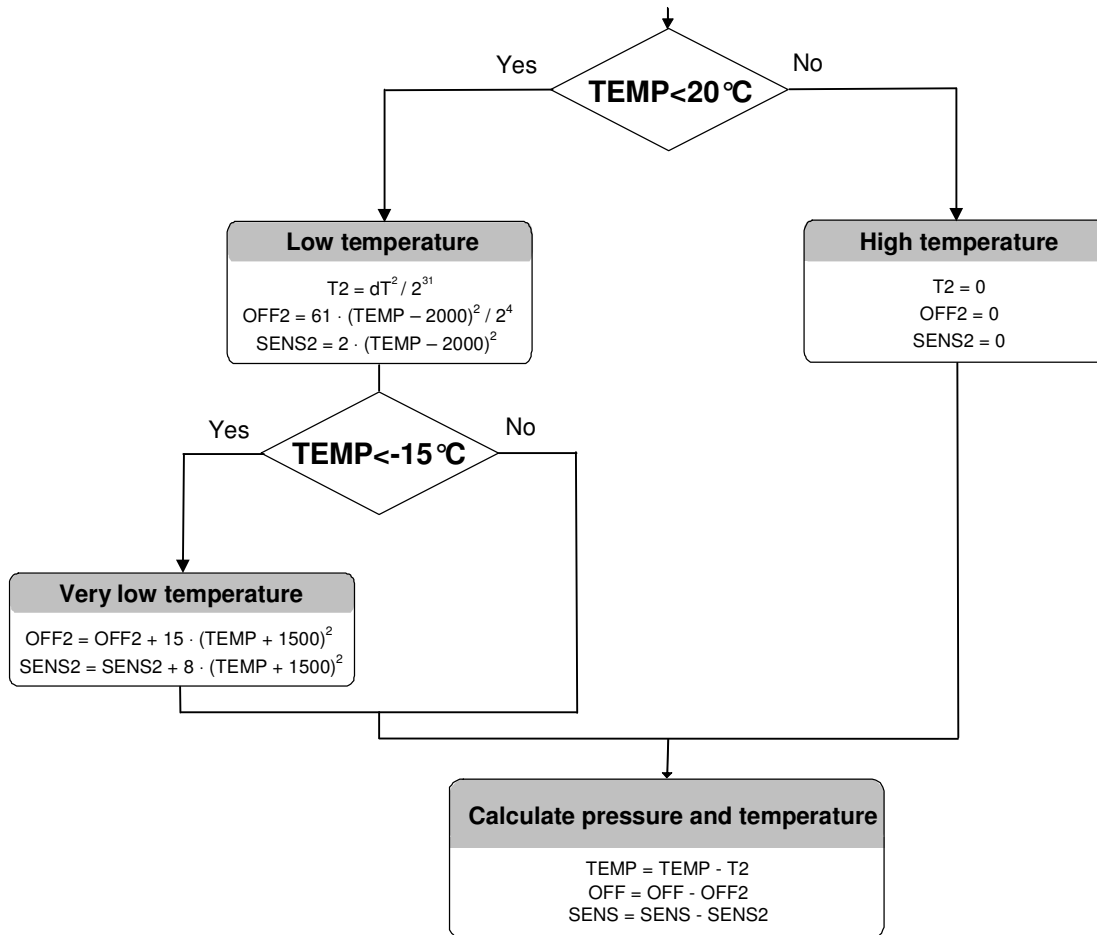 Yes
No
TEMP<20°C
Low temperature
T2 = dT² / 2³¹
OFF2 = 61 · (TEMP – 2000)² / 2⁴
SENS2 = 2 · (TEMP – 2000)²
High temperature
T2 = 0
OFF2 = 0
SENS2 = 0
Yes
No
TEMP<-15°C
Very low temperature
OFF2 = OFF2 + 15 · (TEMP + 1500)²
SENS2 = SENS2 + 8 · (TEMP + 1500)²
Calculate pressure and temperature
TEMP = TEMP - T2
OFF = OFF - OFF2
SENS = SENS - SENS2